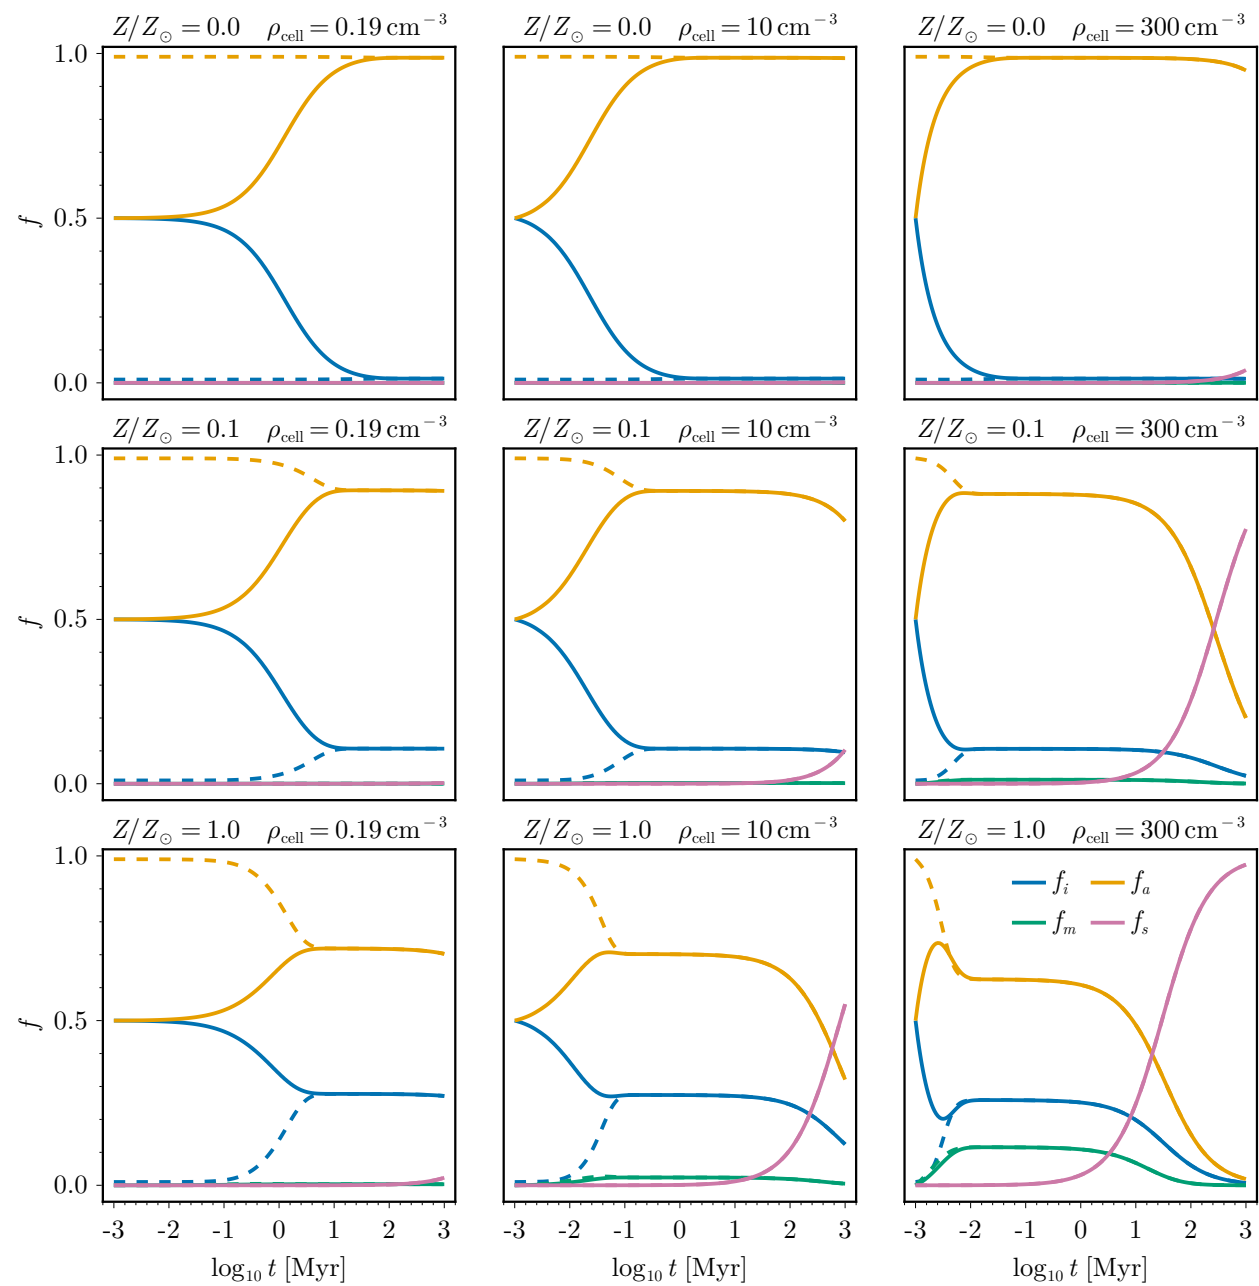 Z/Z⊙ = 0.0 ρcell = 0.19 cm⁻³
Z/Z⊙ = 0.0 ρcell = 10 cm⁻³
Z/Z⊙ = 0.0 ρcell = 300 cm⁻³
1.0
0.5
0.0
f
Z/Z⊙ = 0.1 ρcell = 0.19 cm⁻³
Z/Z⊙ = 0.1 ρcell = 10 cm⁻³
Z/Z⊙ = 0.1 ρcell = 300 cm⁻³
1.0
0.5
0.0
f
Z/Z⊙ = 1.0 ρcell = 0.19 cm⁻³
Z/Z⊙ = 1.0 ρcell = 10 cm⁻³
Z/Z⊙ = 1.0 ρcell = 300 cm⁻³
1.0
0.5
0.0
f
fi fa
fm fs
-3 -2 -1 0 1 2 3
-3 -2 -1 0 1 2 3
-3 -2 -1 0 1 2 3
log₁₀ t [Myr]
log₁₀ t [Myr]
log₁₀ t [Myr]